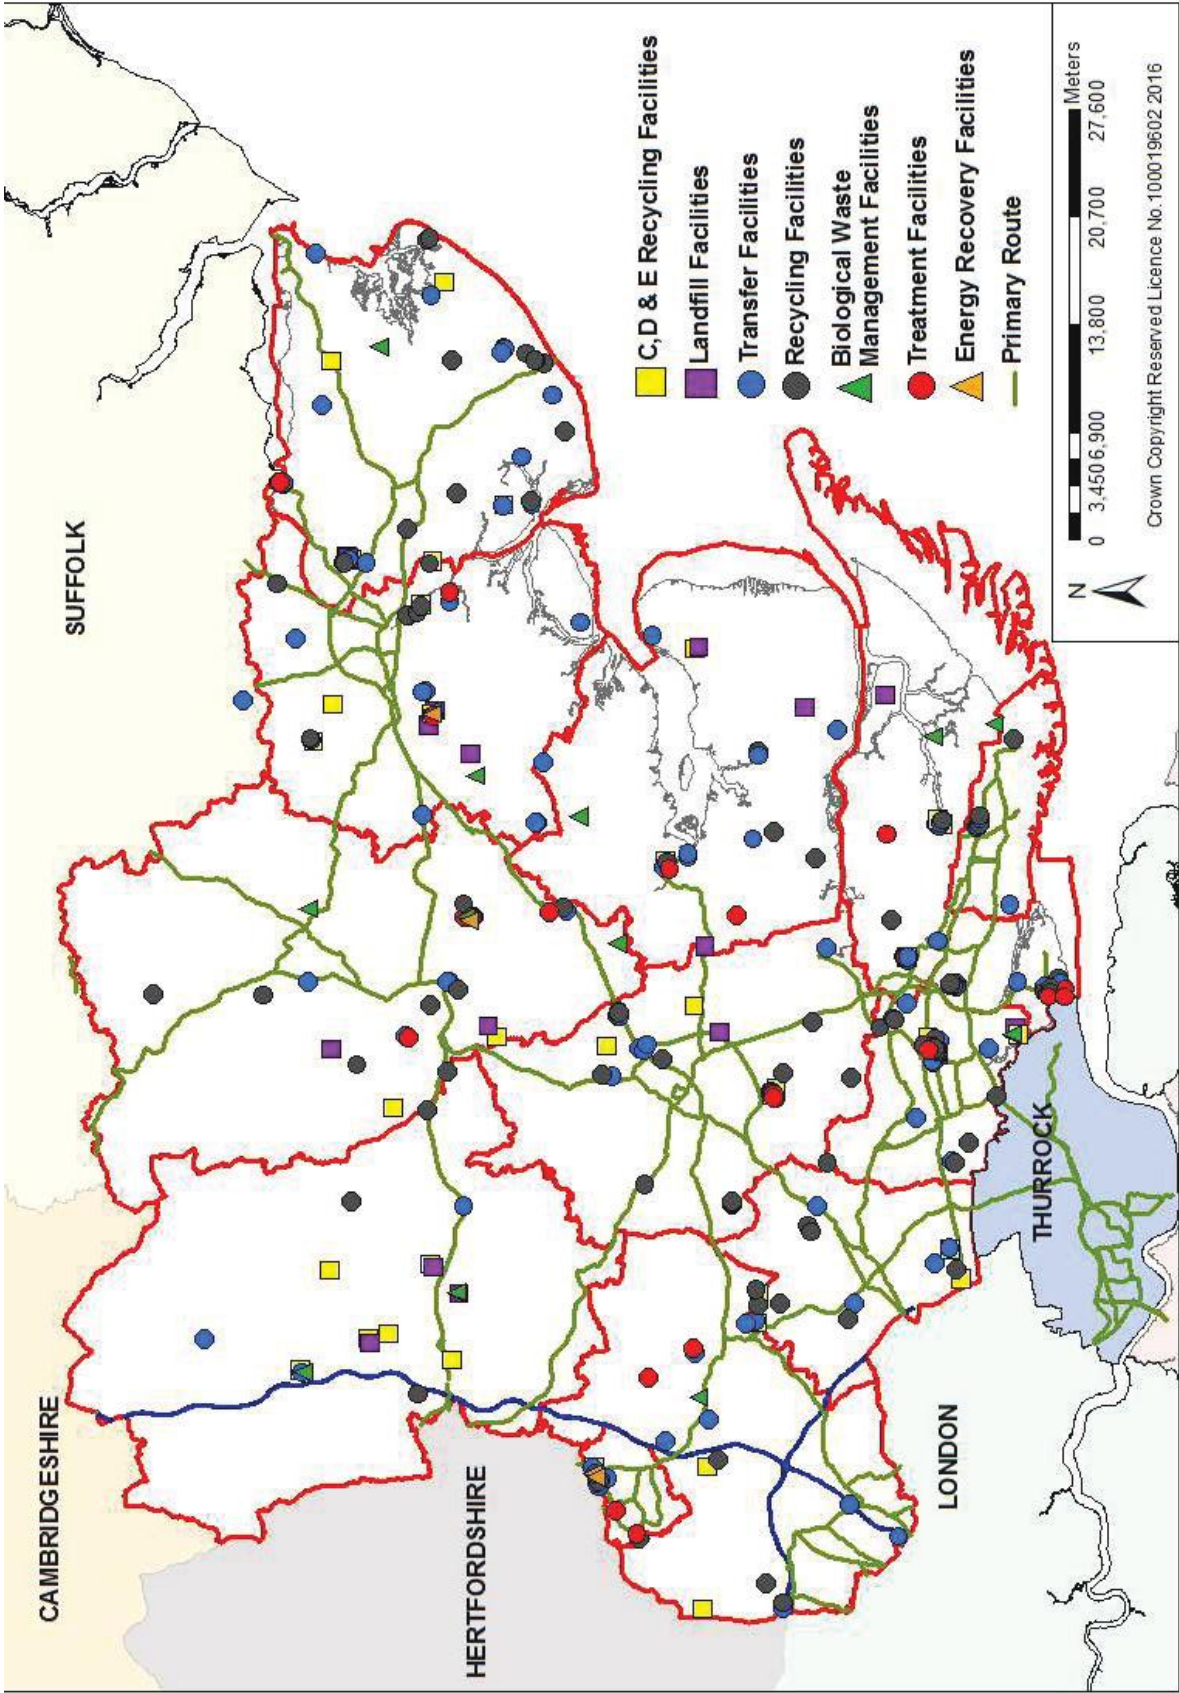 CAMBRIDGESHIRE
SUFFOLK
HERTFORDSHIRE
LONDON
THURROCK
C,D & E Recycling Facilities
Landfill Facilities
Transfer Facilities
Recycling Facilities
Biological Waste
Management Facilities
Treatment Facilities
Energy Recovery Facilities
Primary Route
N
Meters
0 3,450 6,900 13,800 20,700 27,600
Crown Copyright Reserved Licence No.100019602 2016